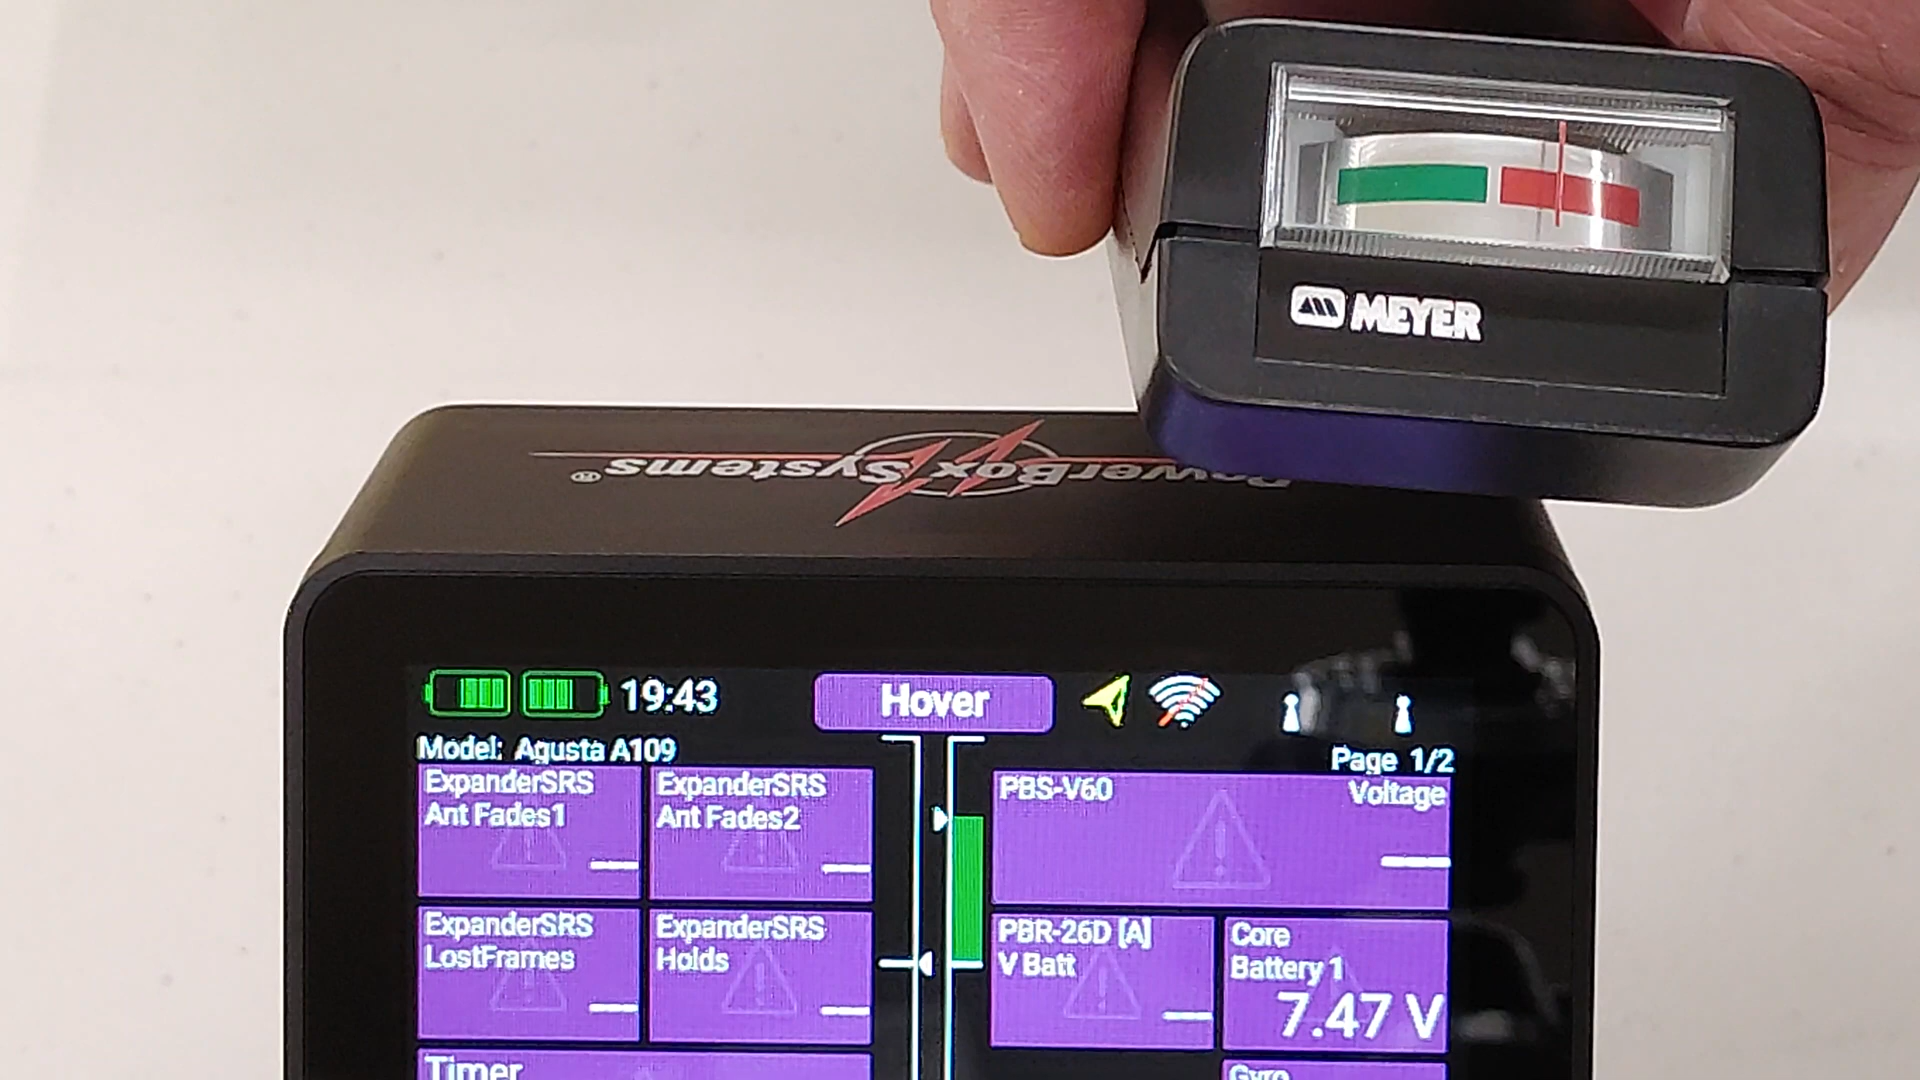 MEYER
PowerBox Systems®
19:43
Hover
Model: Agusta A109
Page 1/2
ExpanderSRS
Ant Fades1
ExpanderSRS
Ant Fades2
PBS-V60
Voltage
ExpanderSRS
LostFrames
ExpanderSRS
Holds
PBR-26D [A]
V Batt
Core
Battery 1
7.47 V
Timer
Gyro